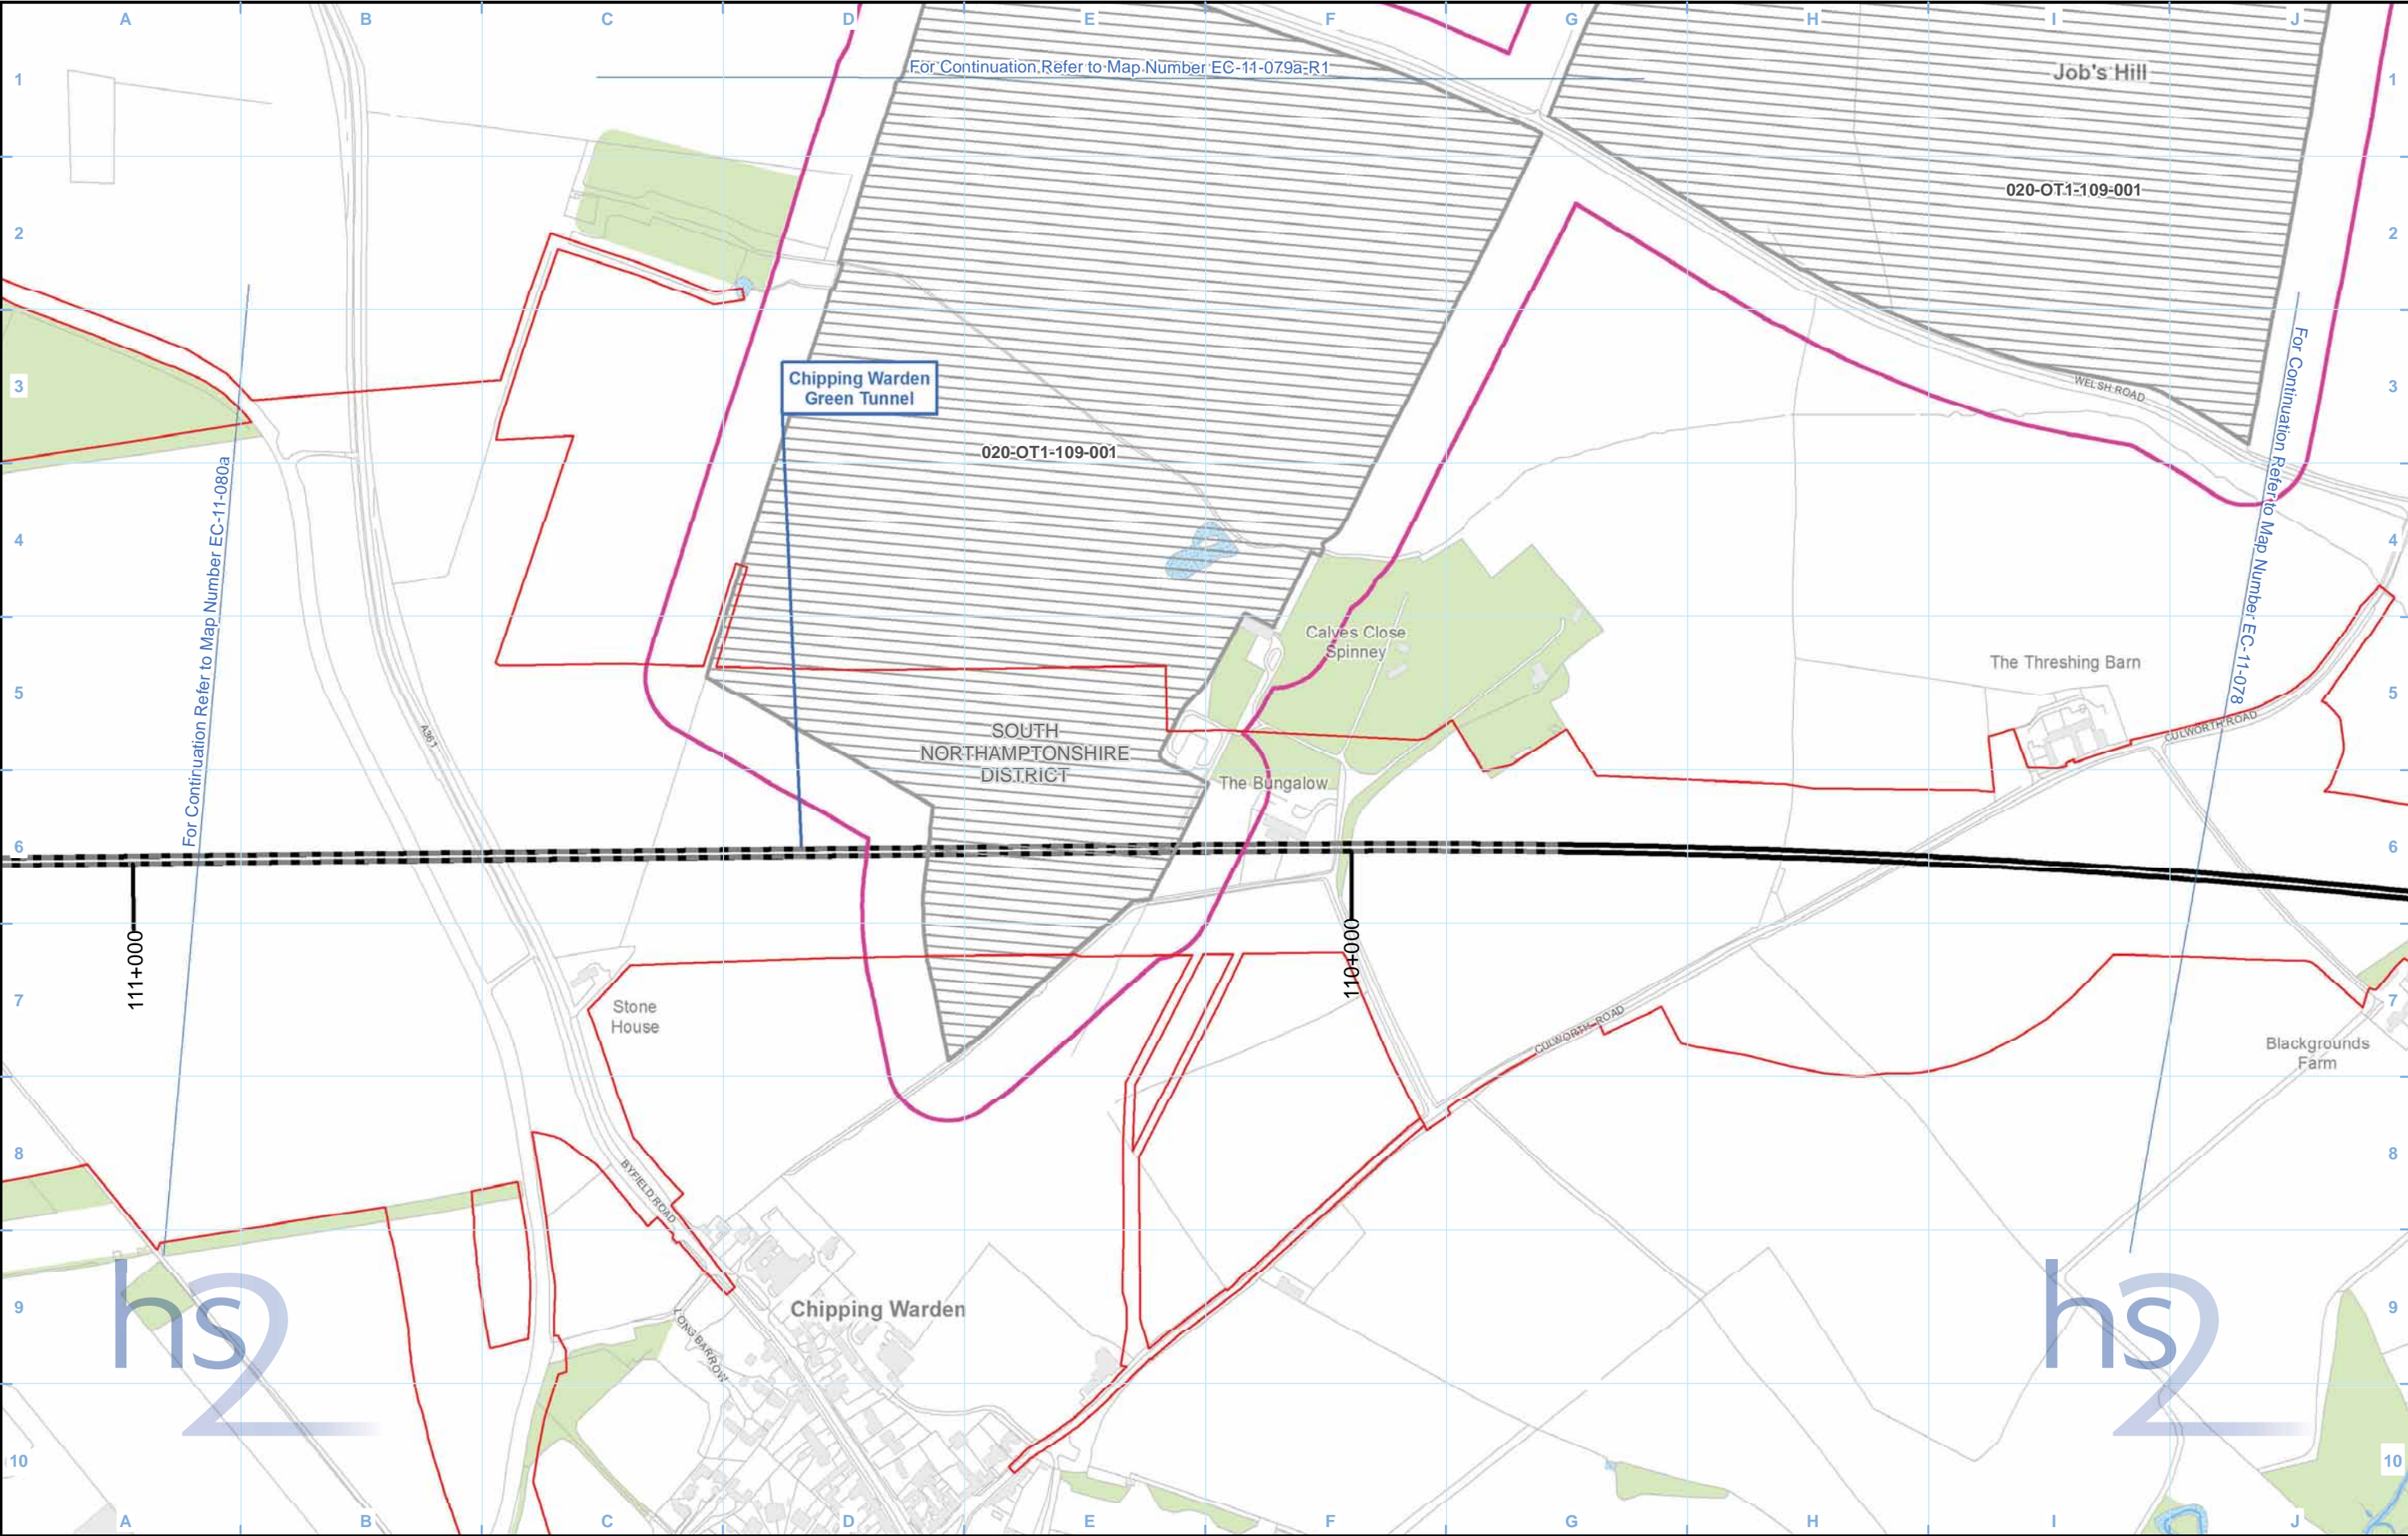 A B C D E F G H I J
For Continuation Refer to Map Number EC-11-079a-R1
1
Job's Hill
1
020-OT1-109-001
2
2
For Continuation Refer to Map Number EC-11-078
3
Chipping Warden
Green Tunnel
WELSH ROAD
3
020-OT1-109-001
For Continuation Refer to Map Number EC-11-080a
4
4
Calves Close
Spinney
The Threshing Barn
5
5
A361
SOUTH
NORTHAMPTONSHIRE
DISTRICT
CULWORTH ROAD
The Bungalow
6
6
111+000
110+000
7
Stone
House
7
CULWORTH ROAD
Blackgrounds
Farm
8
BYFIELD ROAD
8
9
hs2
LONG BARROW
Chipping Warden
hs2
9
10
10
A B C D E F G H I J